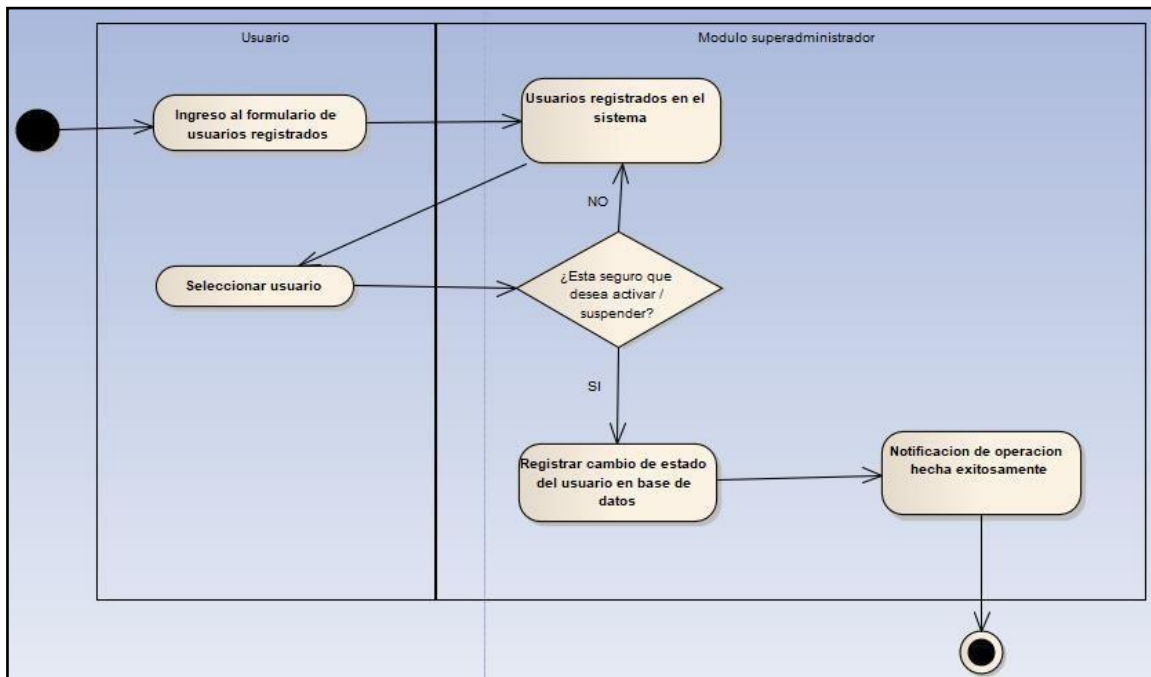 Usuario
Modulo superadministrador
Ingreso al formulario de
usuarios registrados
Usuarios registrados en el
sistema
NO
Seleccionar usuario
¿Esta seguro que
desea activar /
suspender?
SI
Registrar cambio de estado
del usuario en base de
datos
Notificacion de operacion
hecha exitosamente